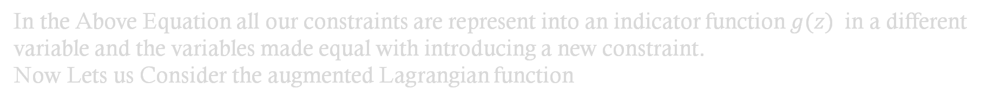 In the Above Equation all our constraints are represent into an indicator function g(z) in a different
variable and the variables made equal with introducing a new constraint.
Now Lets us Consider the augmented Lagrangian function